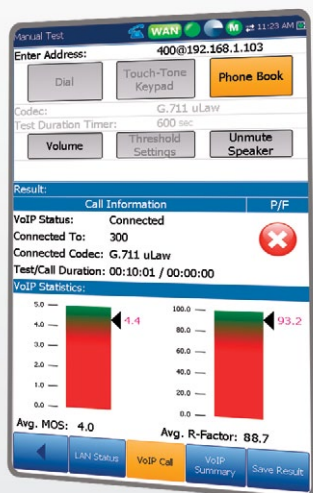 Manual Test WAN M 11:23 AM
Enter Address: 400@192.168.1.103
Dial Touch-Tone Keypad Phone Book
Codec: G.711 uLaw
Test Duration Timer: 600 sec
Volume Threshold Settings Unmute Speaker
Result:
Call Information P/F
VoIP Status: Connected
Connected To: 300
Connected Codec: G.711 uLaw
Test/Call Duration: 00:10:01 / 00:00:00
VoIP Statistics:
5.0 100.0
4.4 93.2
4.0 80.0
3.0 60.0
2.0 40.0
1.0 20.0
0.0 0.0
Avg. MOS: 4.0 Avg. R-Factor: 88.7
LAN Status VoIP Call VoIP Summary Save Result